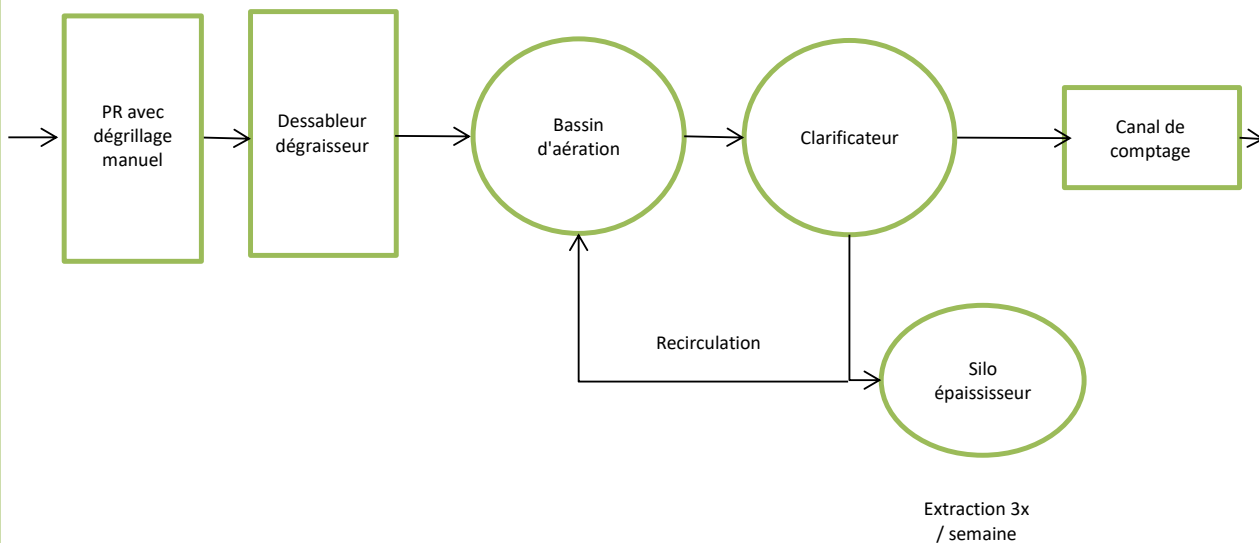 PR avec
dégrillage
manuel
Dessableur
dégraisseur
Bassin
d'aération
Clarificateur
Canal de
comptage
Recirculation
Silo
épaississeur
Extraction 3x
/ semaine